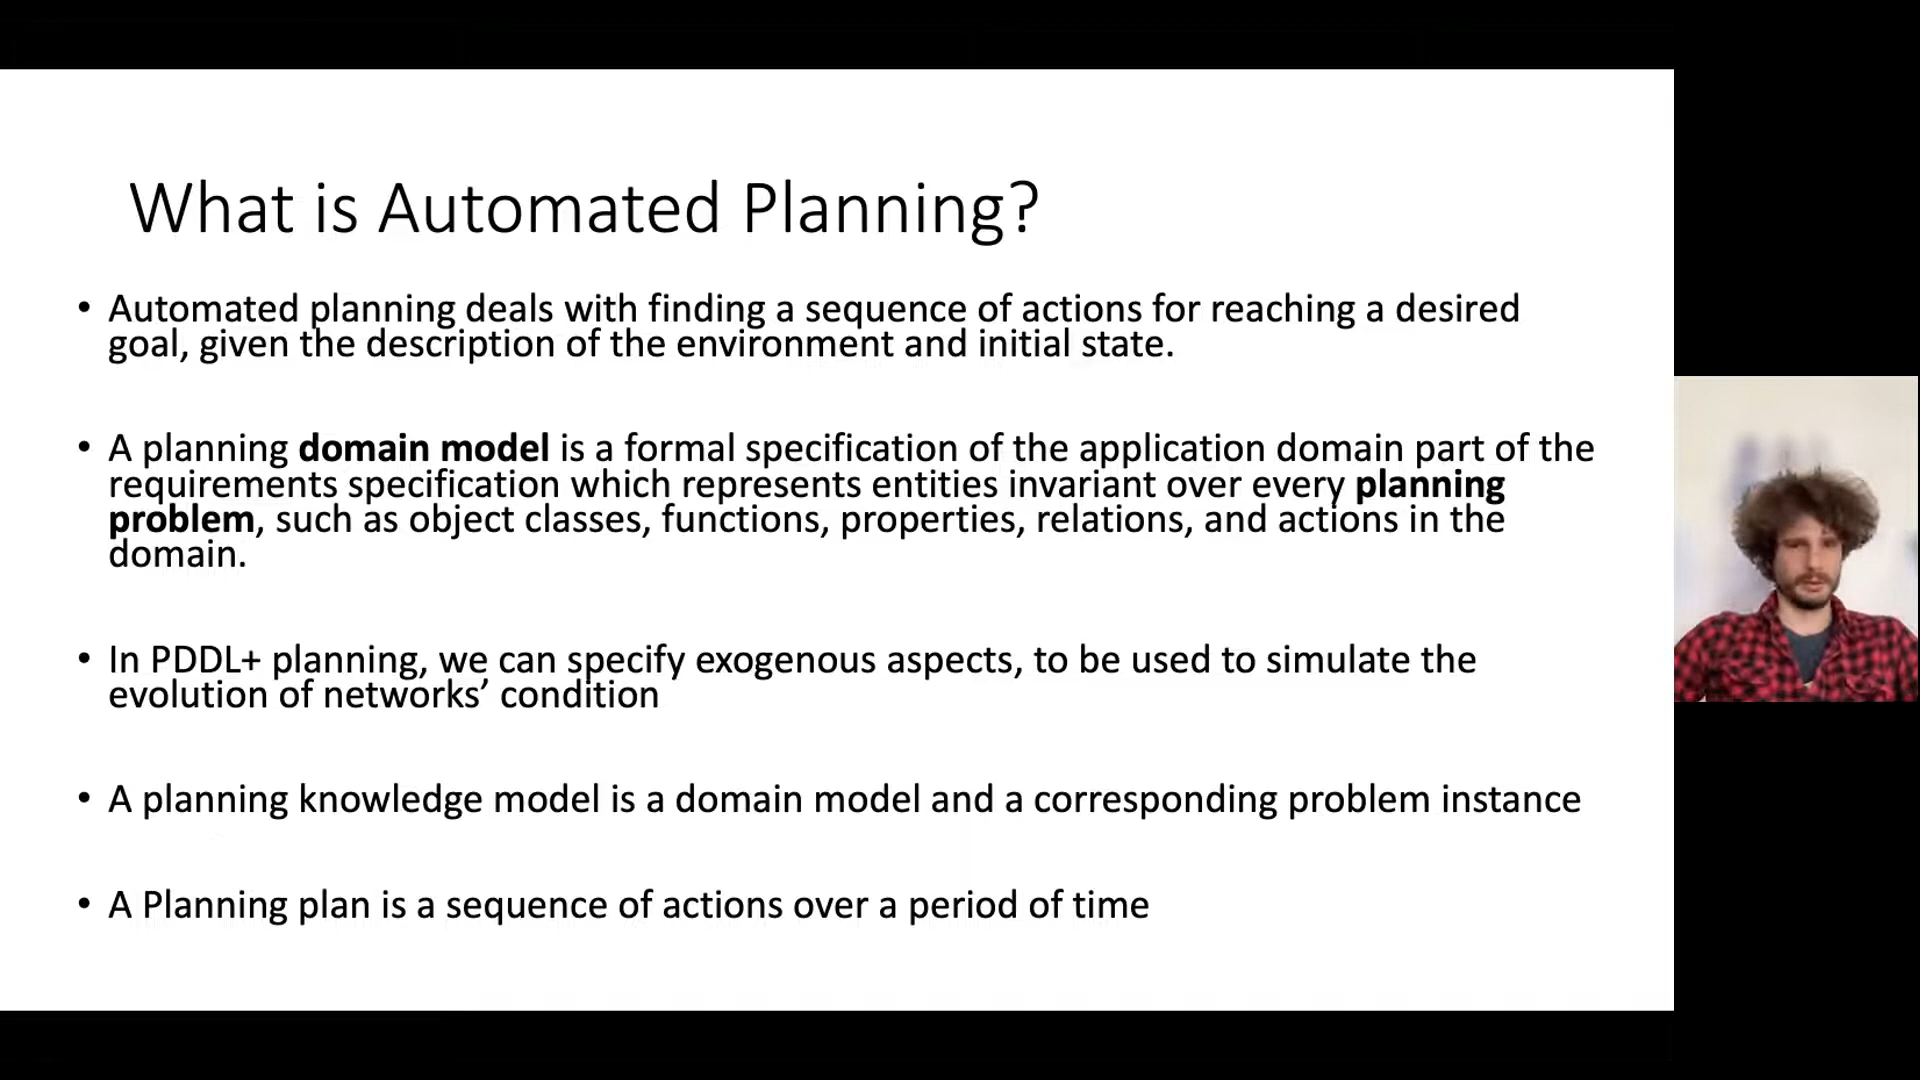 What is Automated Planning?
• Automated planning deals with finding a sequence of actions for reaching a desired
goal, given the description of the environment and initial state.
• A planning domain model is a formal specification of the application domain part of the
requirements specification which represents entities invariant over every planning
problem, such as object classes, functions, properties, relations, and actions in the
domain.
• In PDDL+ planning, we can specify exogenous aspects, to be used to simulate the
evolution of networks’ condition
• A planning knowledge model is a domain model and a corresponding problem instance
• A Planning plan is a sequence of actions over a period of time